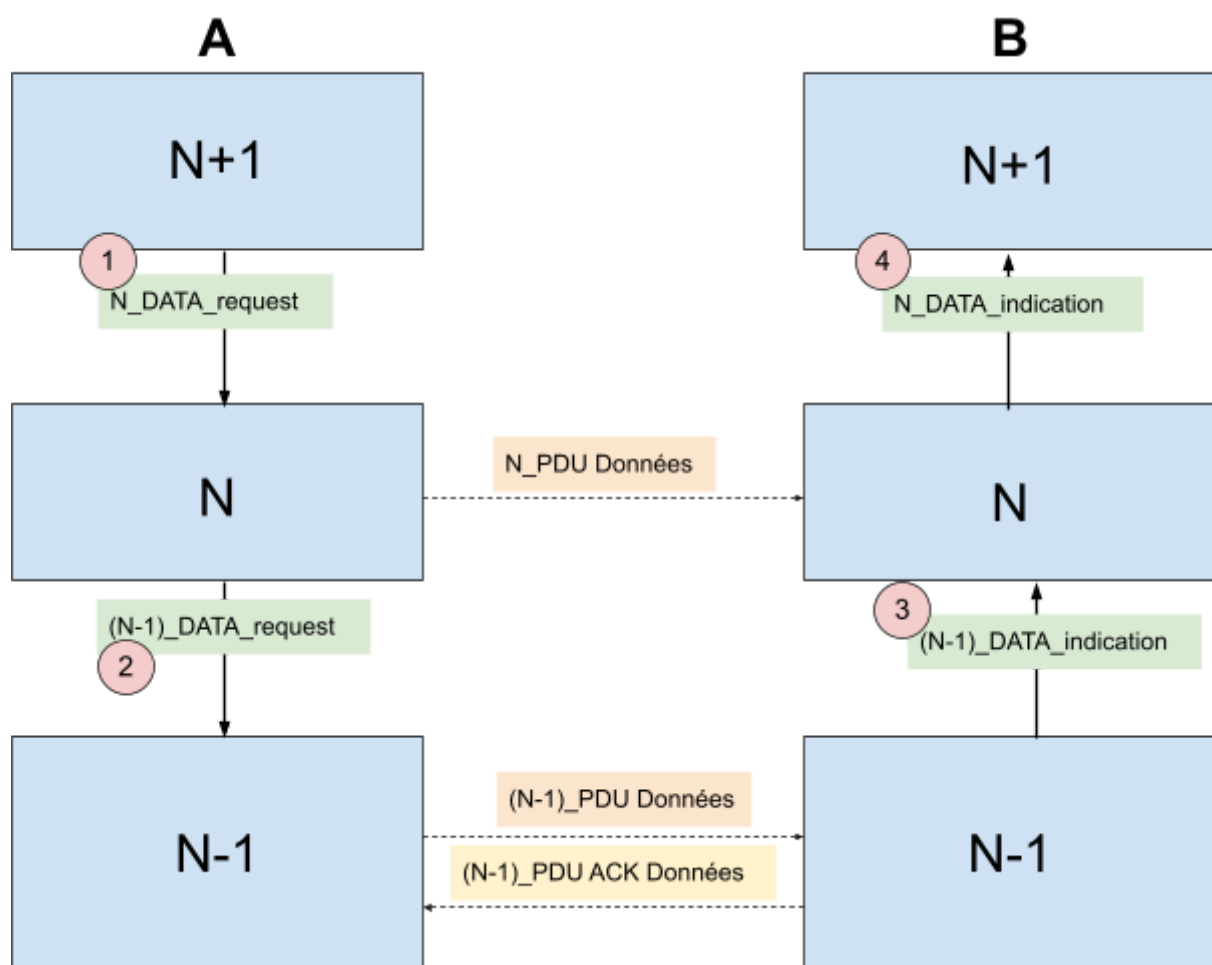 A
B
N+1
N+1
1
4
N_DATA_request
N_DATA_indication
N_PDU Données
N
N
(N-1)_DATA_request
3
2
(N-1)_DATA_indication
(N-1)_PDU Données
N-1
(N-1)_PDU ACK Données
N-1